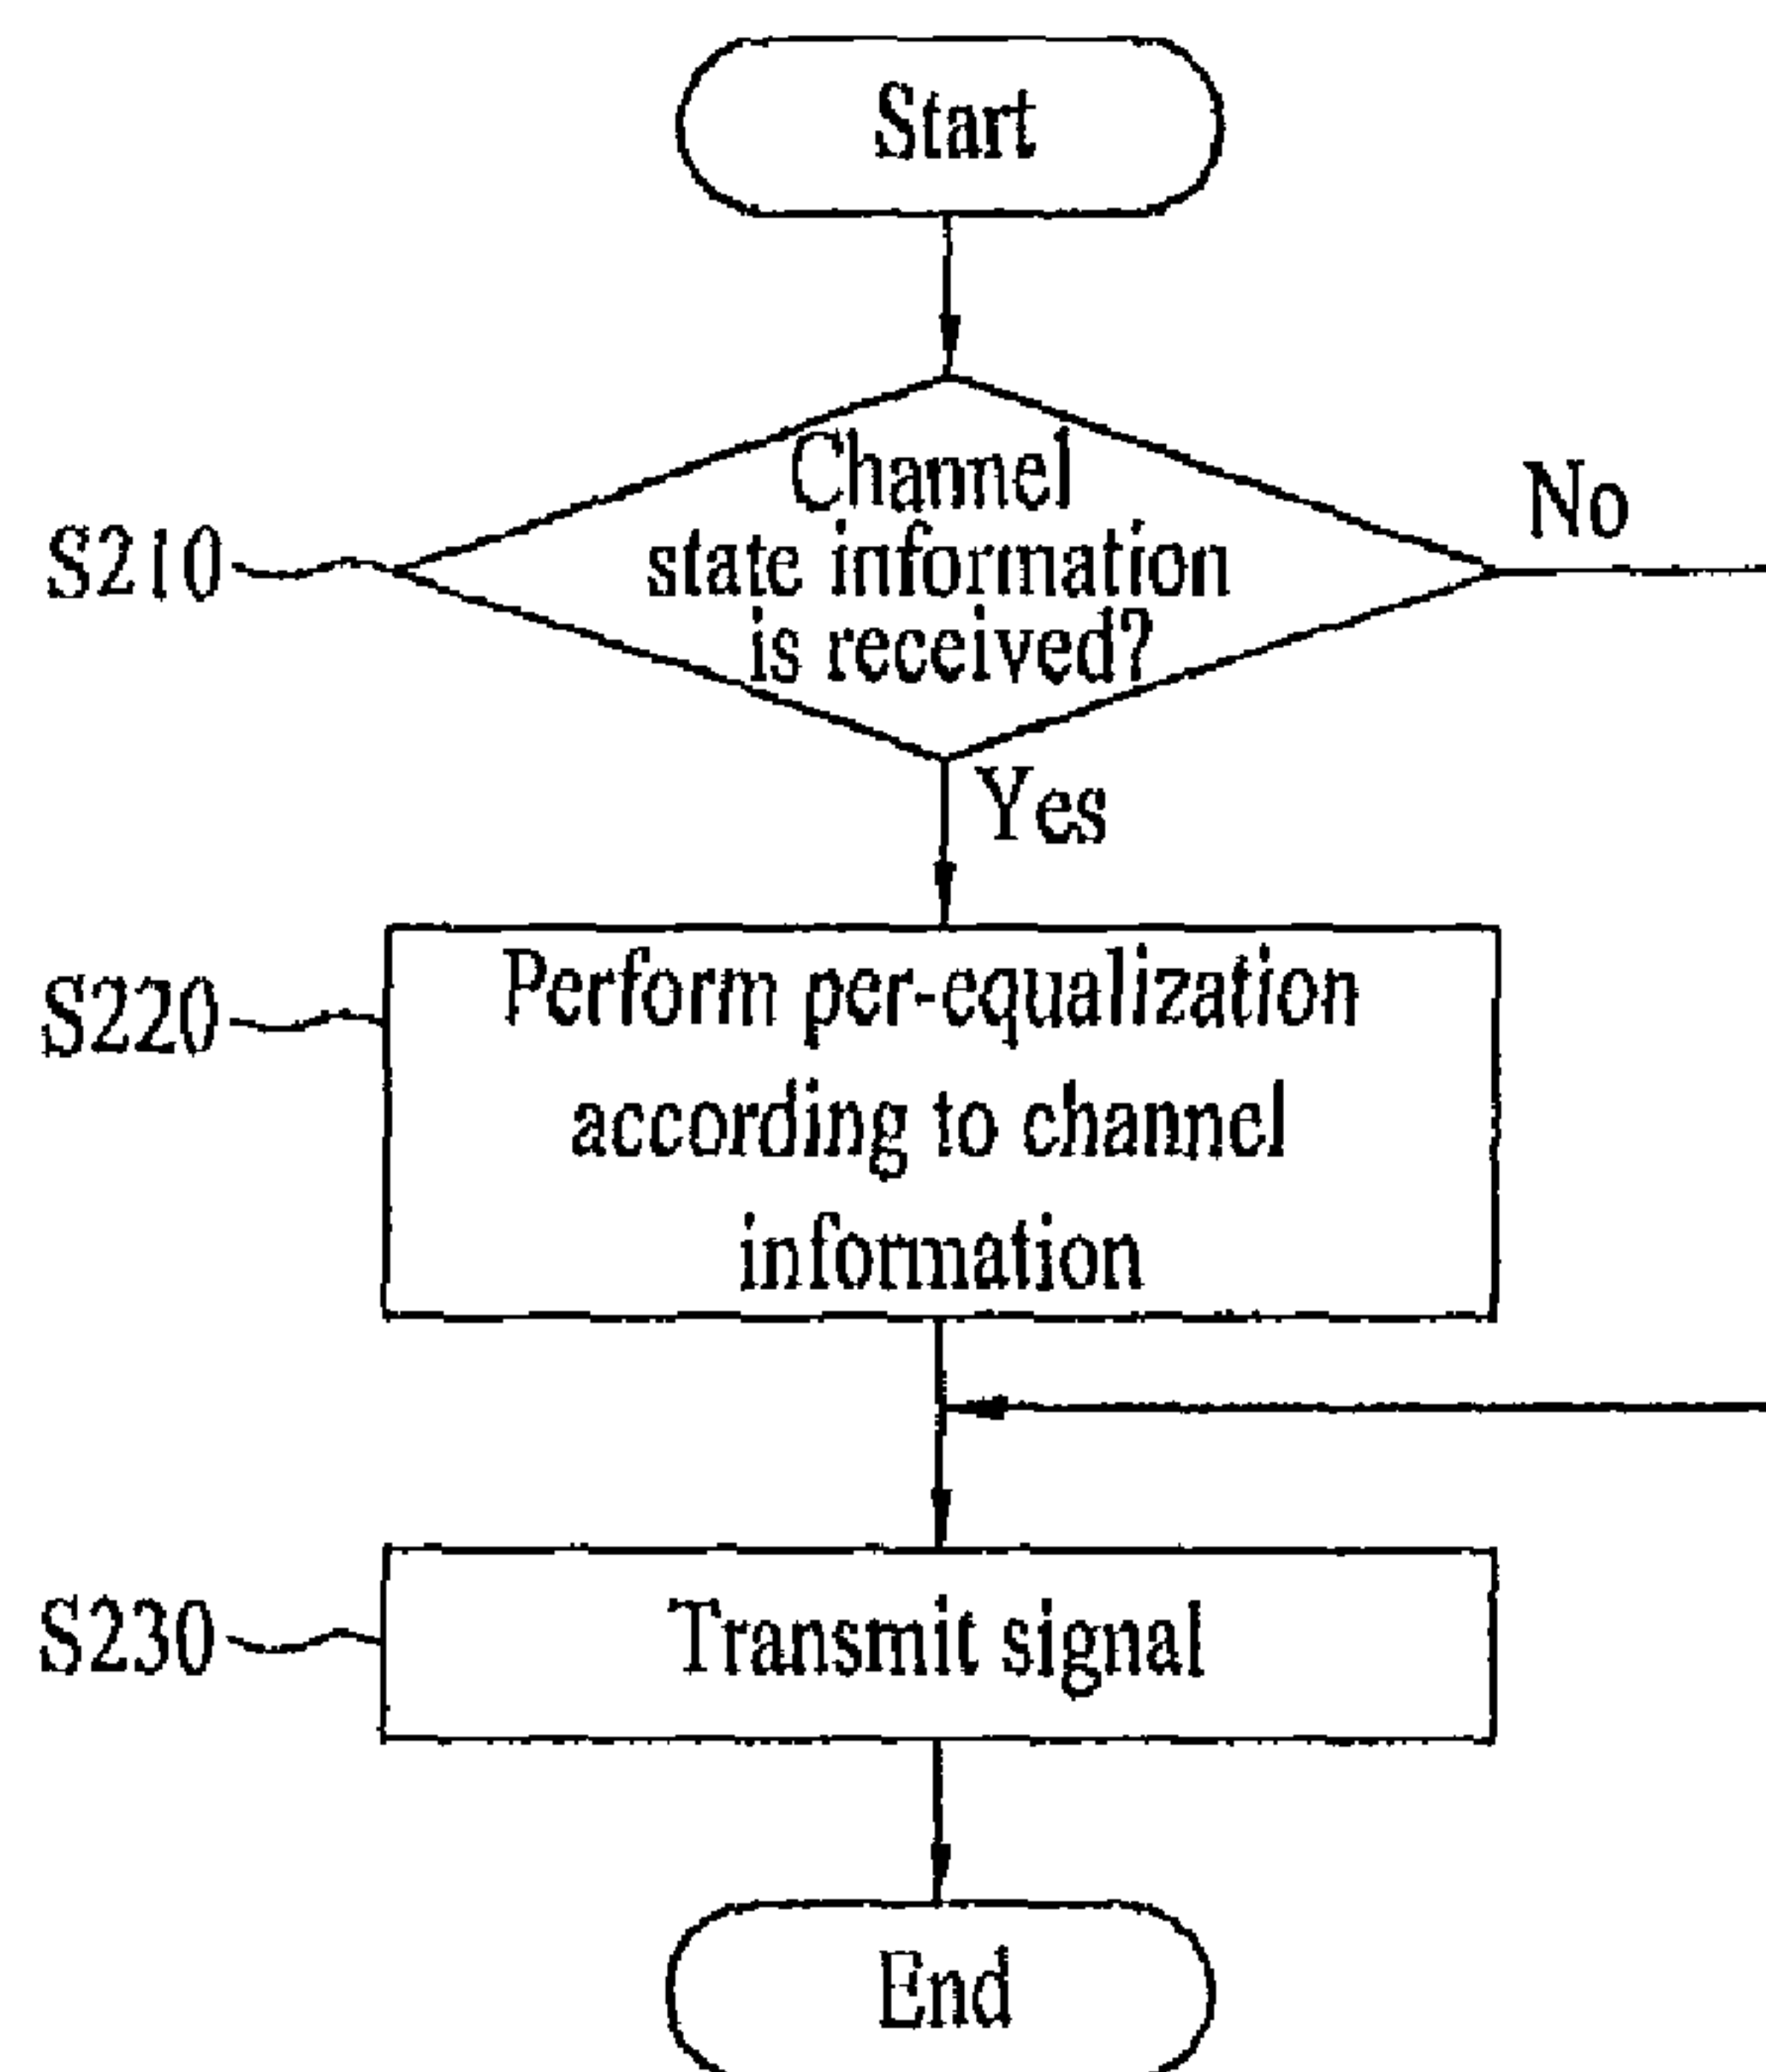 Start
Channel
state information
is received?
No
S210
Yes
S220
Perform per-equalization
according to channel
information
S230
Transmit signal
End